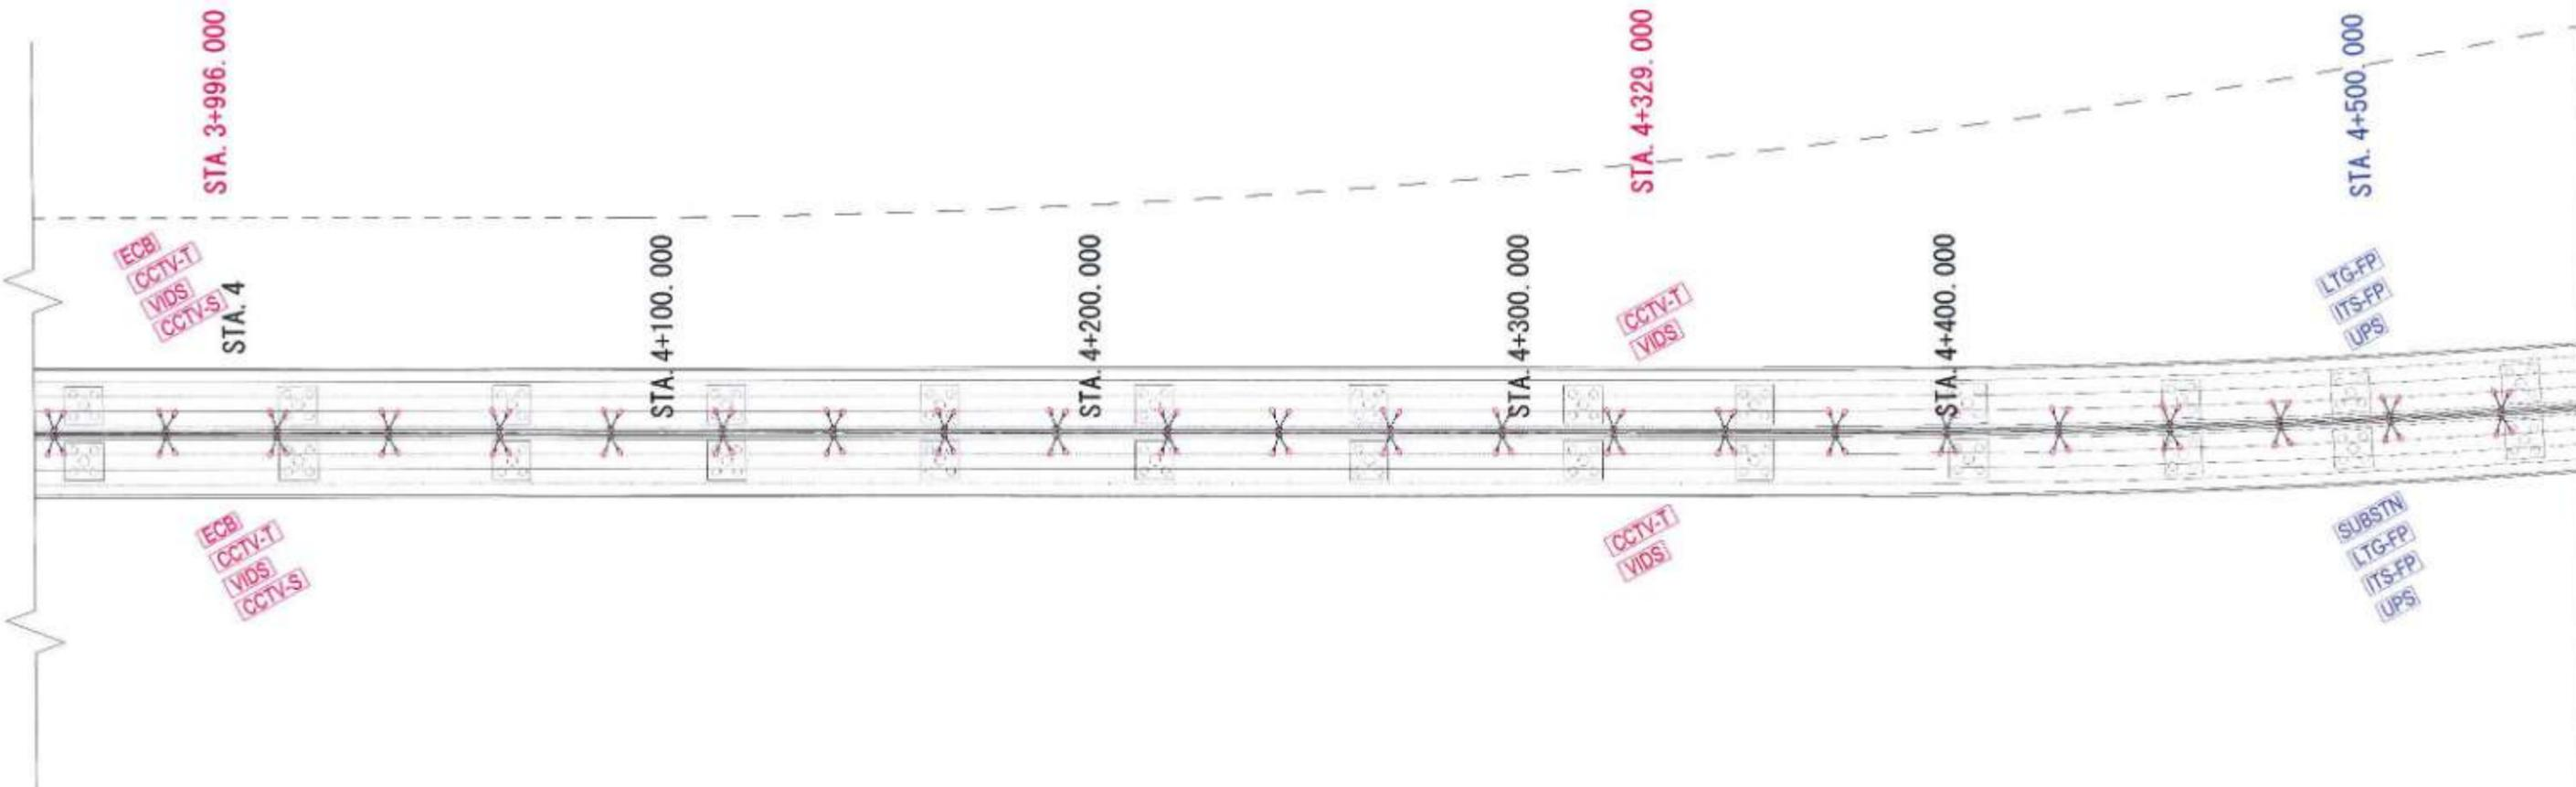 STA. 3+996. 000
STA. 4+329. 000
STA. 4+500. 000
ECB
CCTV-T
VIDS
CCTV-S
STA. 4
STA. 4+100. 000
STA. 4+200. 000
STA. 4+300. 000
CCTV-T
VIDS
STA. 4+400. 000
LTG-FP
ITS-FP
UPS
ECB
CCTV-T
VIDS
CCTV-S
CCTV-T
VIDS
SUBSTN
LTG-FP
ITS-FP
UPS